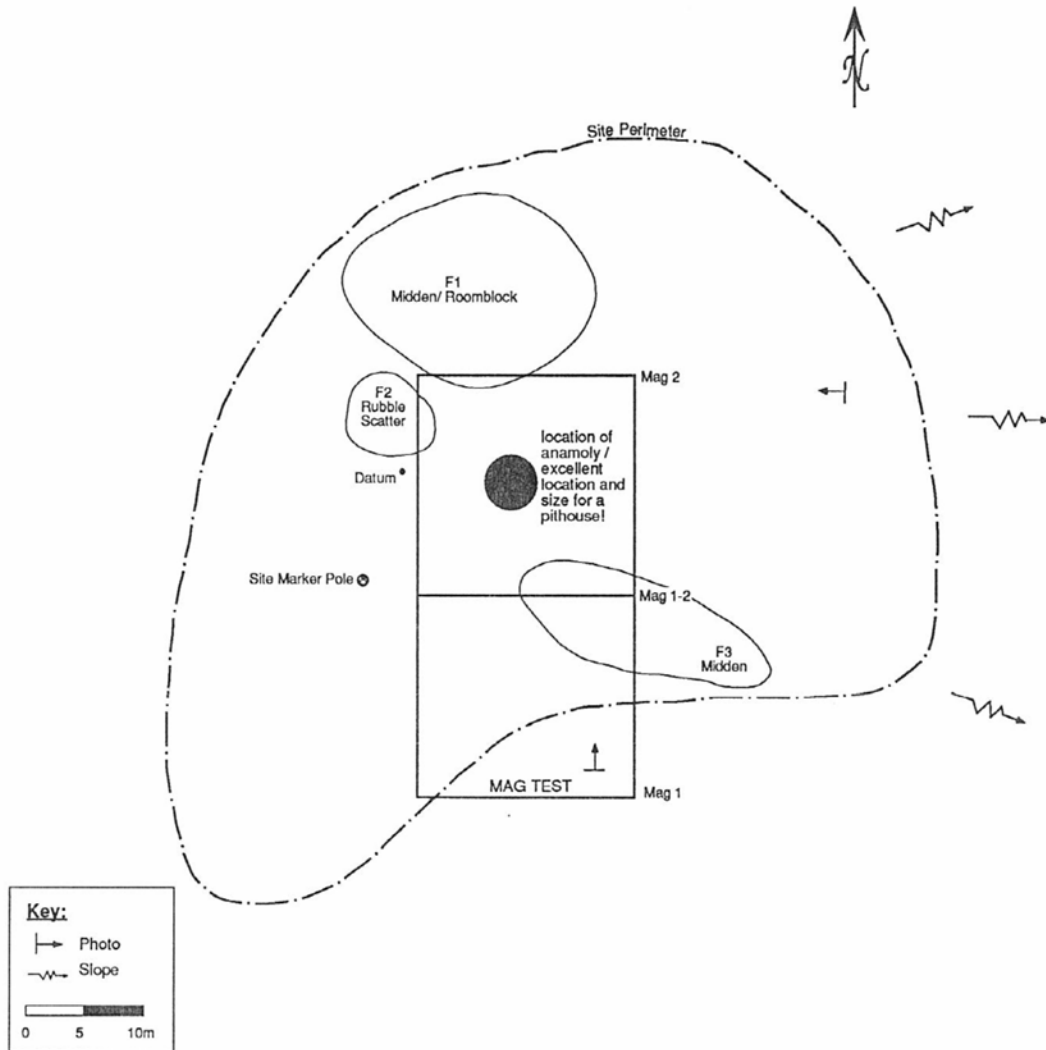 N
Site Perimeter
F1
Midden/ Roomblock
Mag 2
F2
Rubble
Scatter
location of
anamoly /
excellent
location and
size for a
pithouse!
Datum
Site Marker Pole
Mag 1-2
F3
Midden
MAG TEST
Mag 1
Key:
Photo
Slope
0 5 10m